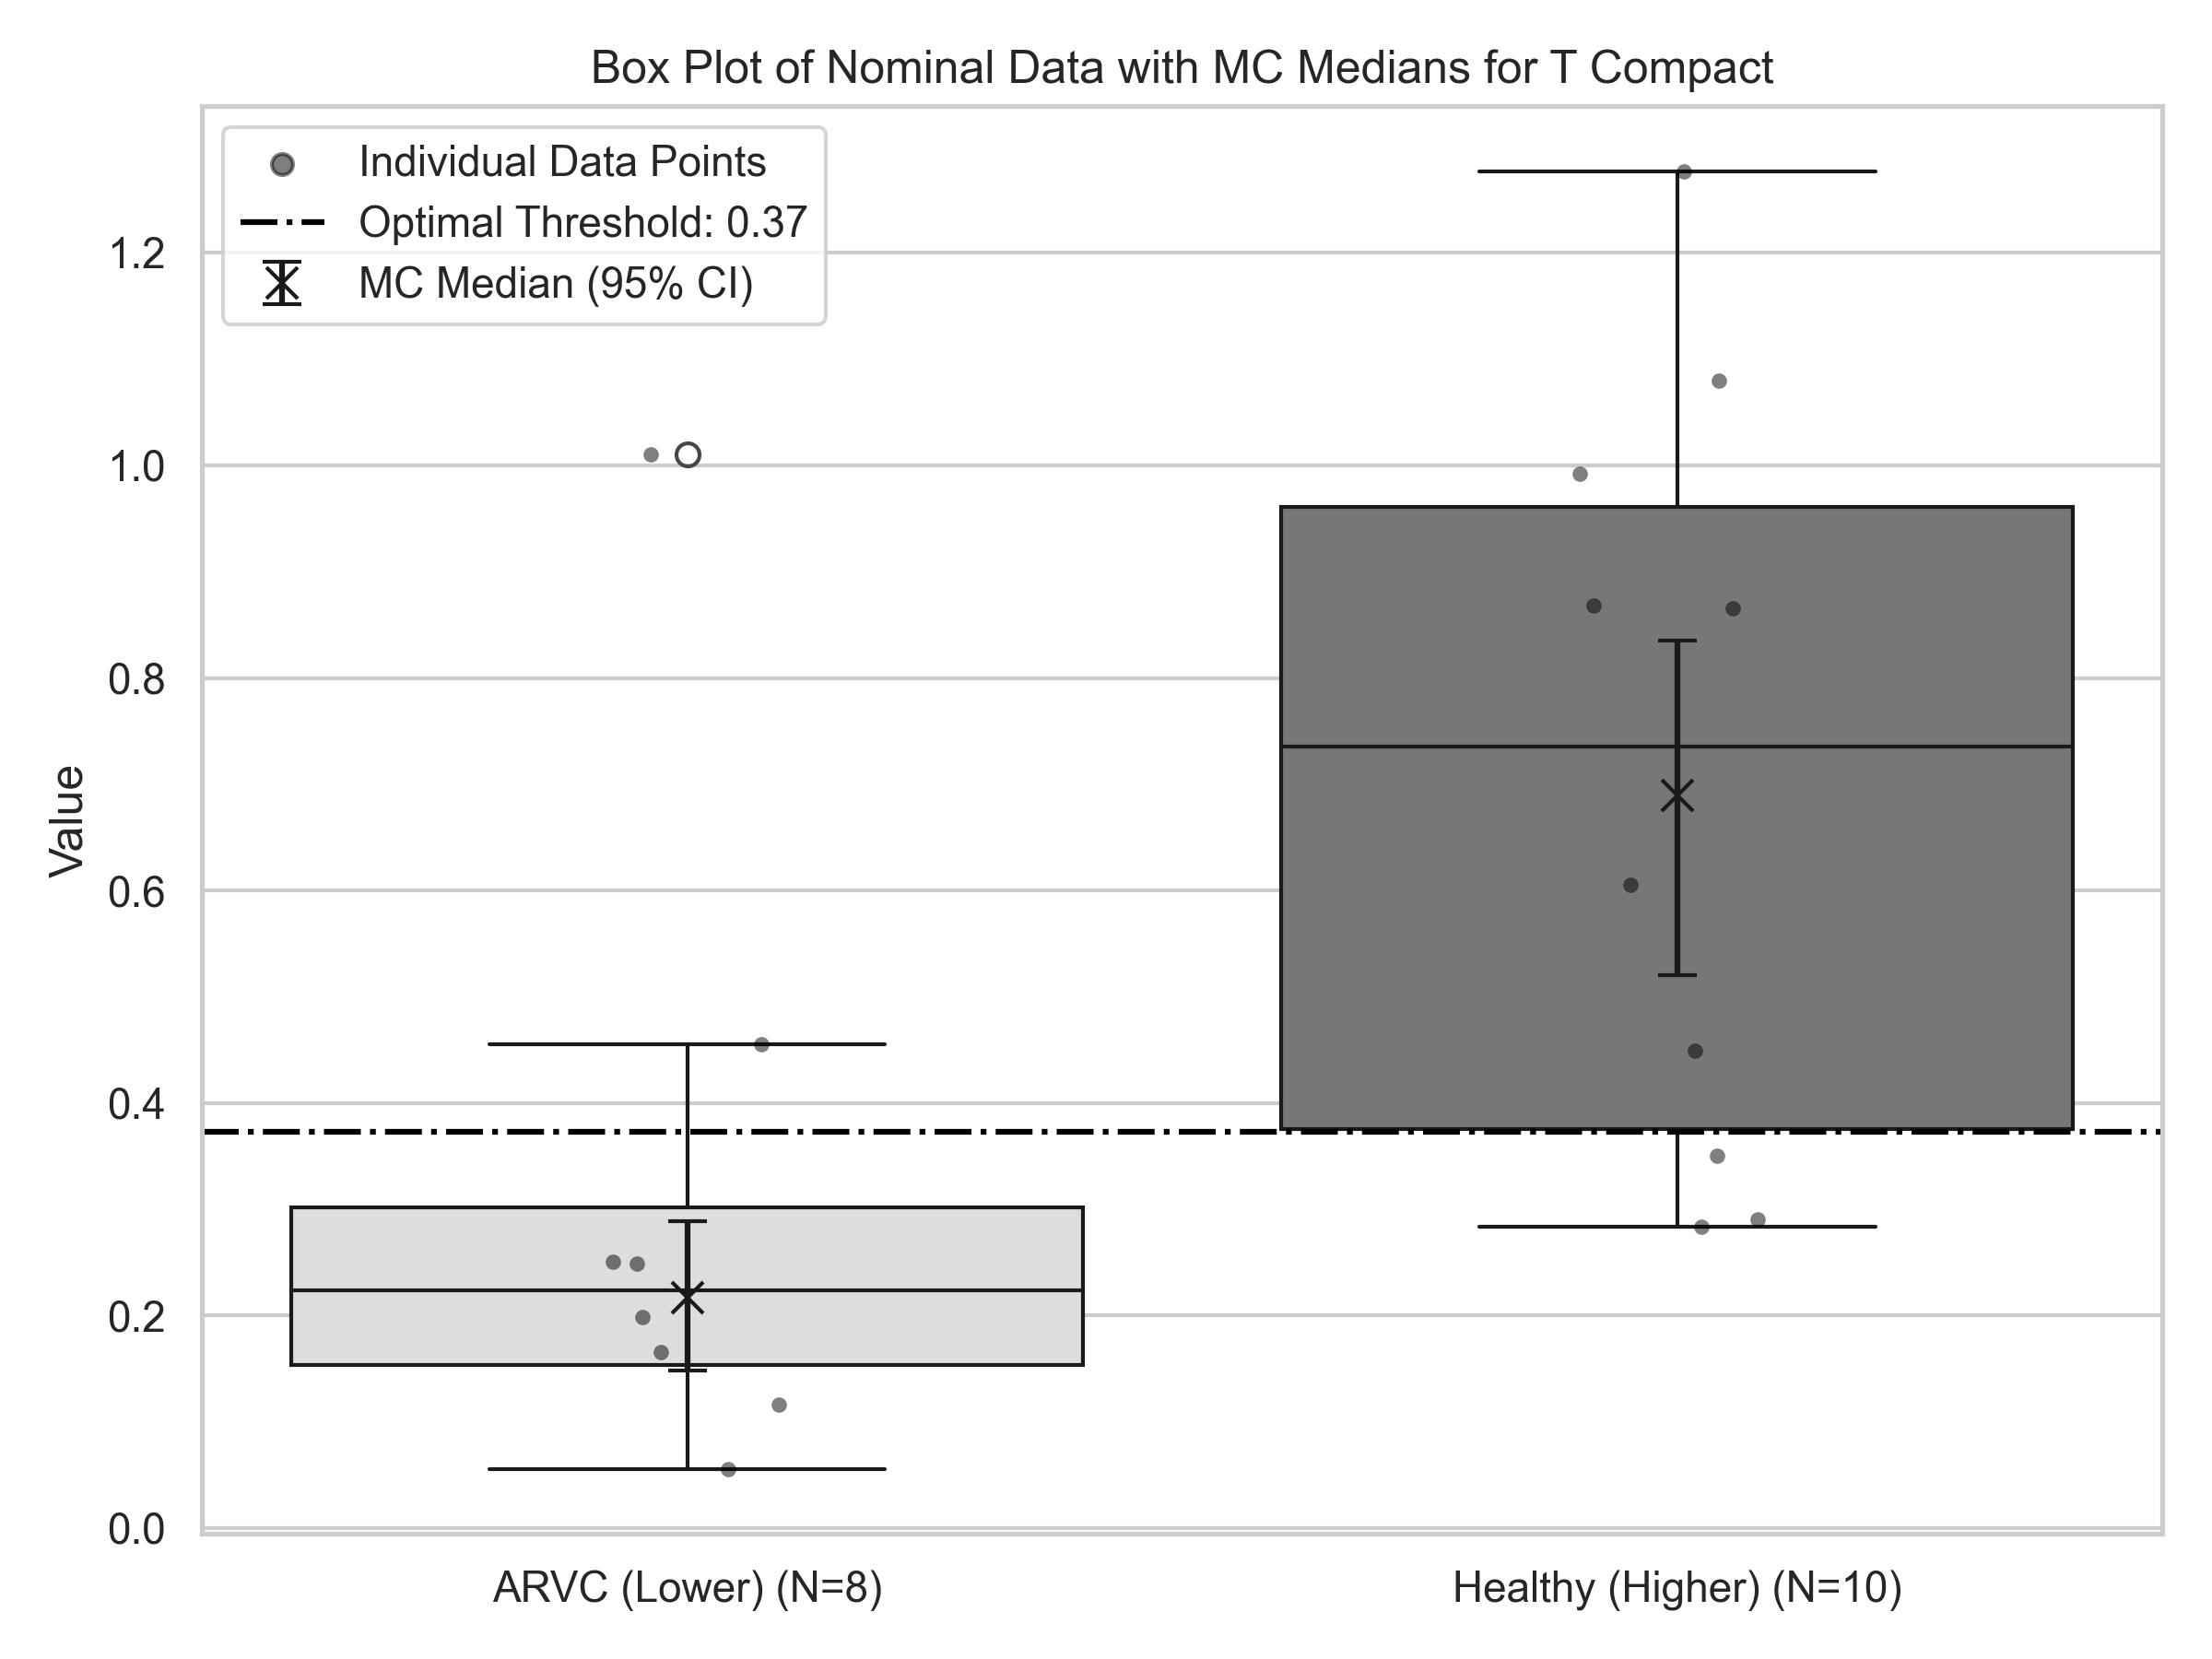 Box Plot of Nominal Data with MC Medians for T Compact
Individual Data Points
Optimal Threshold: 0.37
MC Median (95% CI)
Value
1.2
1.0
0.8
0.6
0.4
0.2
0.0
ARVC (Lower) (N=8)
Healthy (Higher) (N=10)